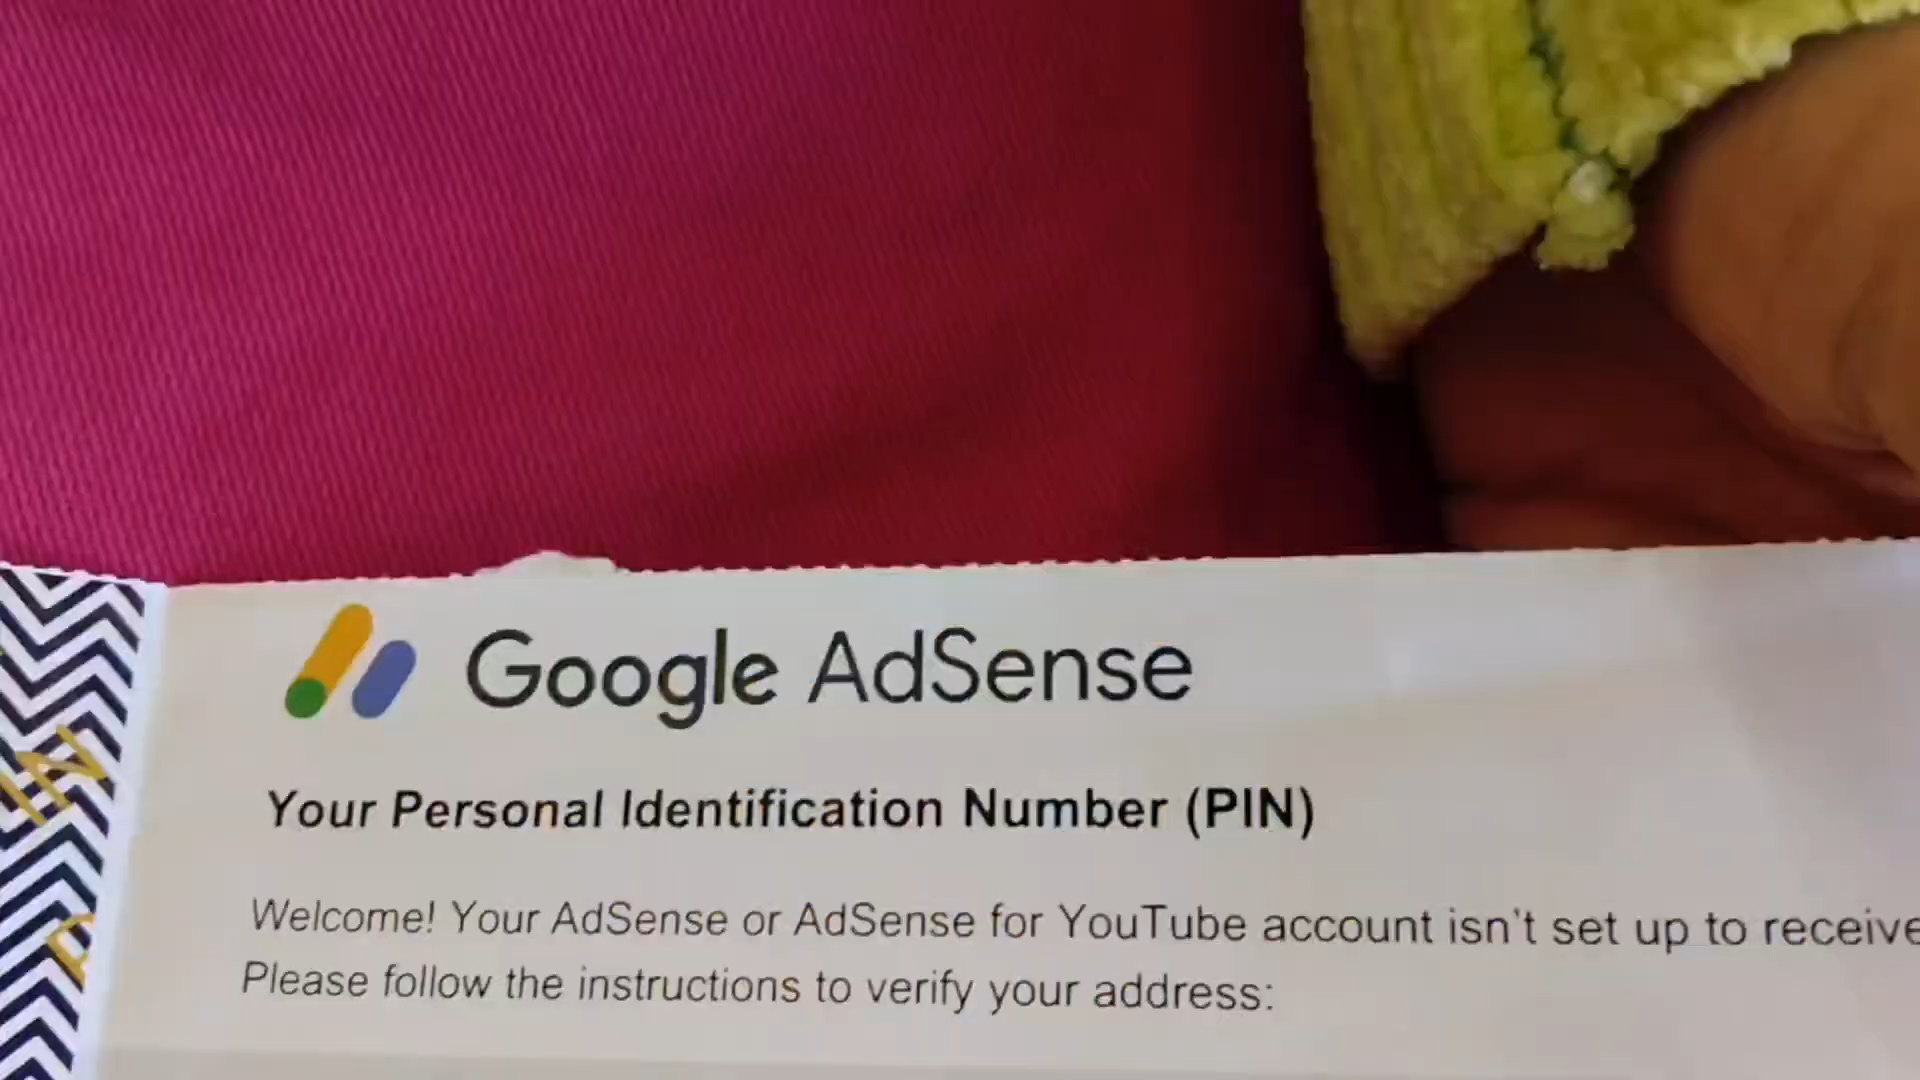 Google AdSense
Your Personal Identification Number (PIN)
Welcome! Your AdSense or AdSense for YouTube account isn't set up to receive
Please follow the instructions to verify your address:
IN